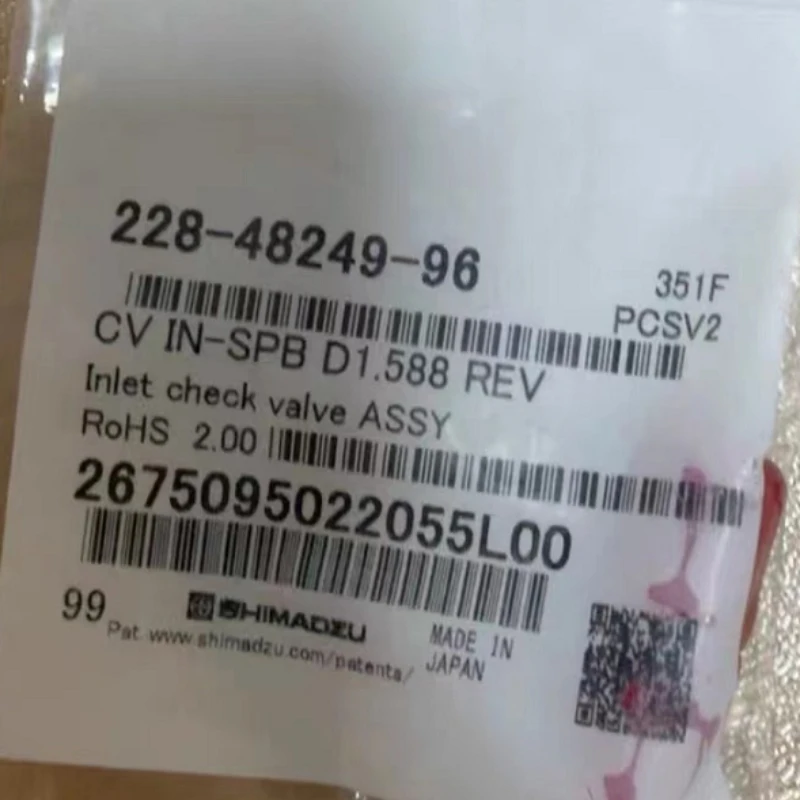 228-48249-96
351F
PCSV2
CV IN-SPB D1.588 REV
Inlet check valve ASSY
RoHS 2.00
2675095022055L00
99
SHIMADZU
MADE IN
JAPAN
Pat. www.shimadzu.com/patents/